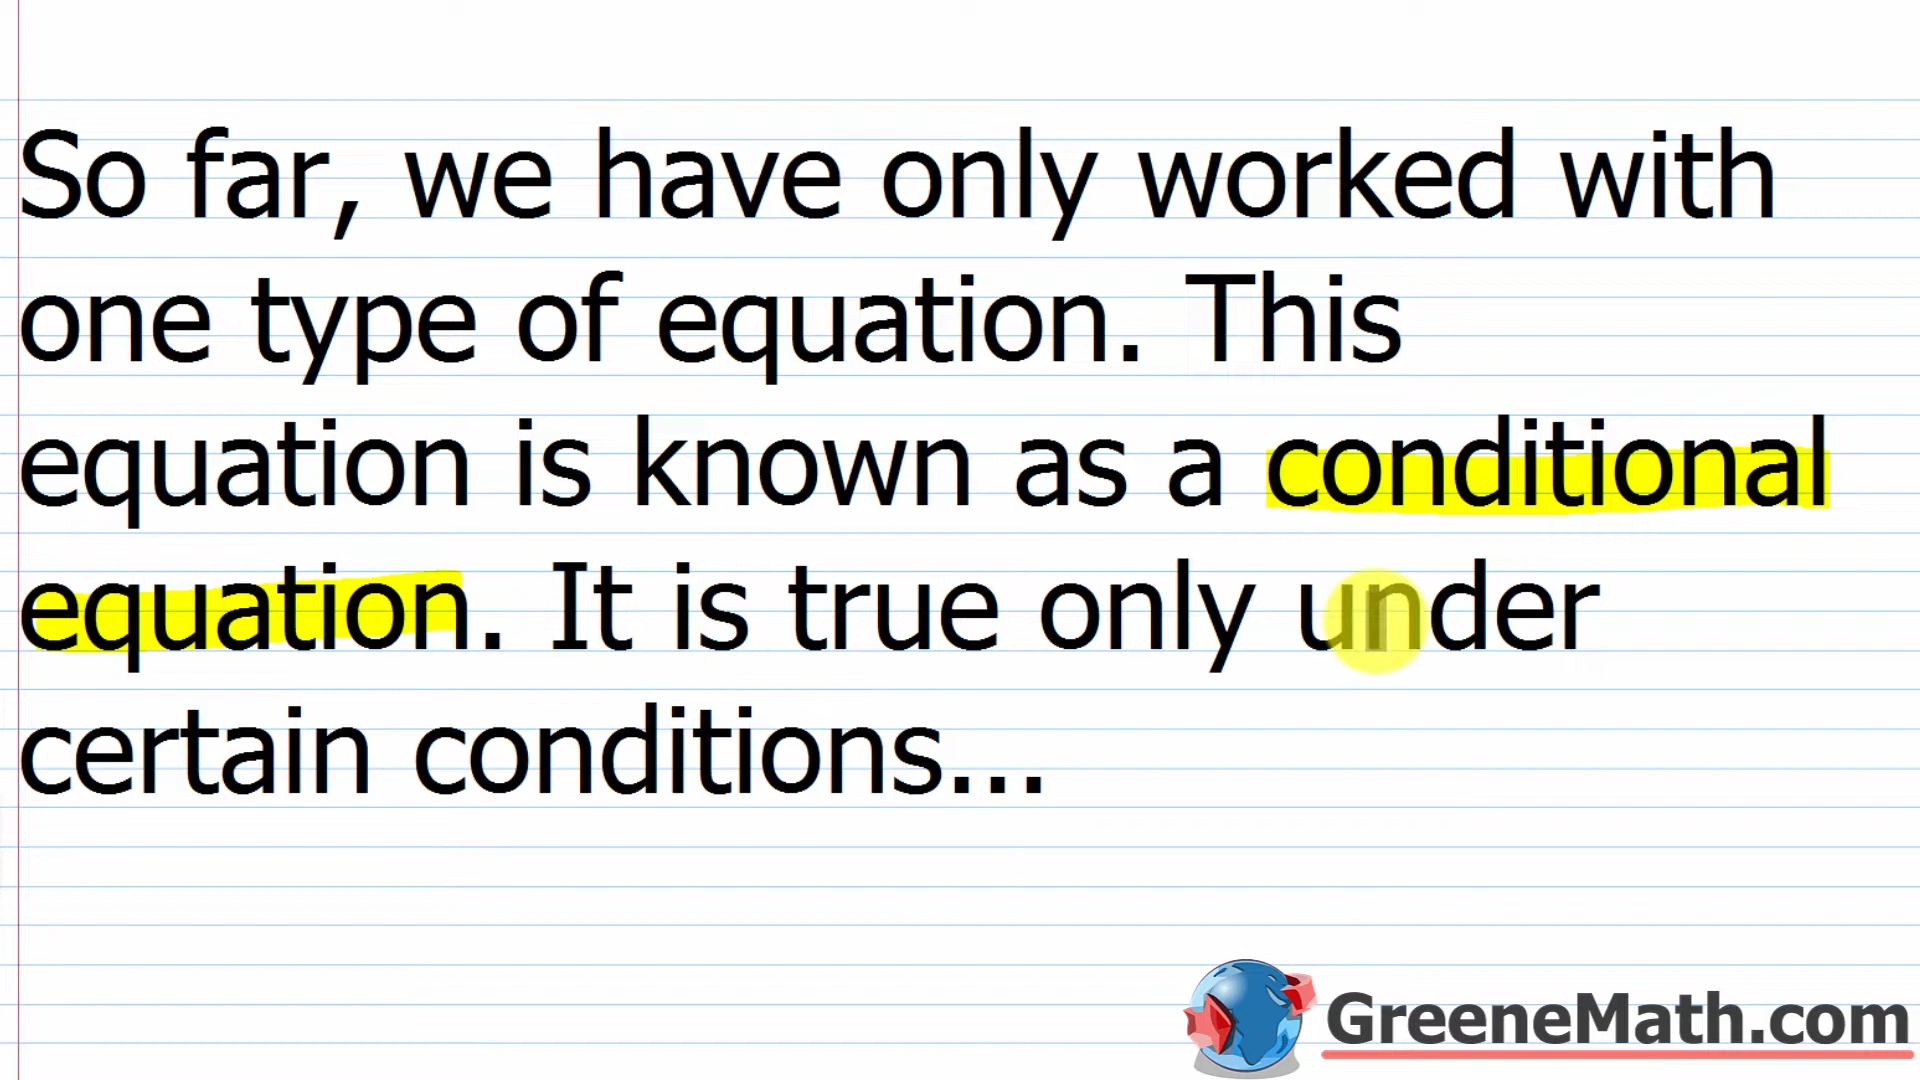 So far, we have only worked with
one type of equation. This
equation is known as a conditional
equation. It is true only under
certain conditions...
GreeneMath.com